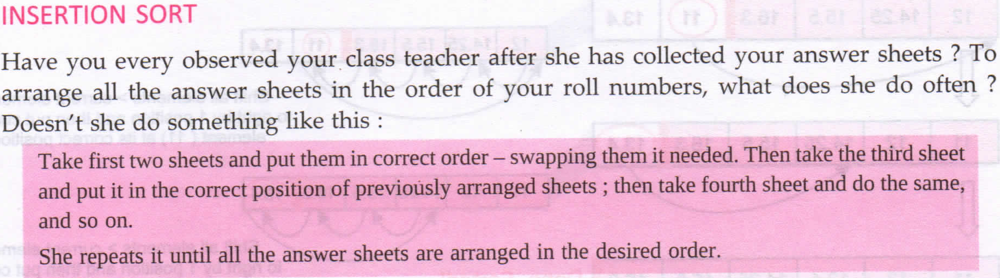 INSERTION SORT
Have you every observed your class teacher after she has collected your answer sheets ? To
arrange all the answer sheets in the order of your roll numbers, what does she do often ?
Doesn't she do something like this :
Take first two sheets and put them in correct order – swapping them it needed. Then take the third sheet
and put it in the correct position of previously arranged sheets ; then take fourth sheet and do the same,
and so on.
She repeats it until all the answer sheets are arranged in the desired order.